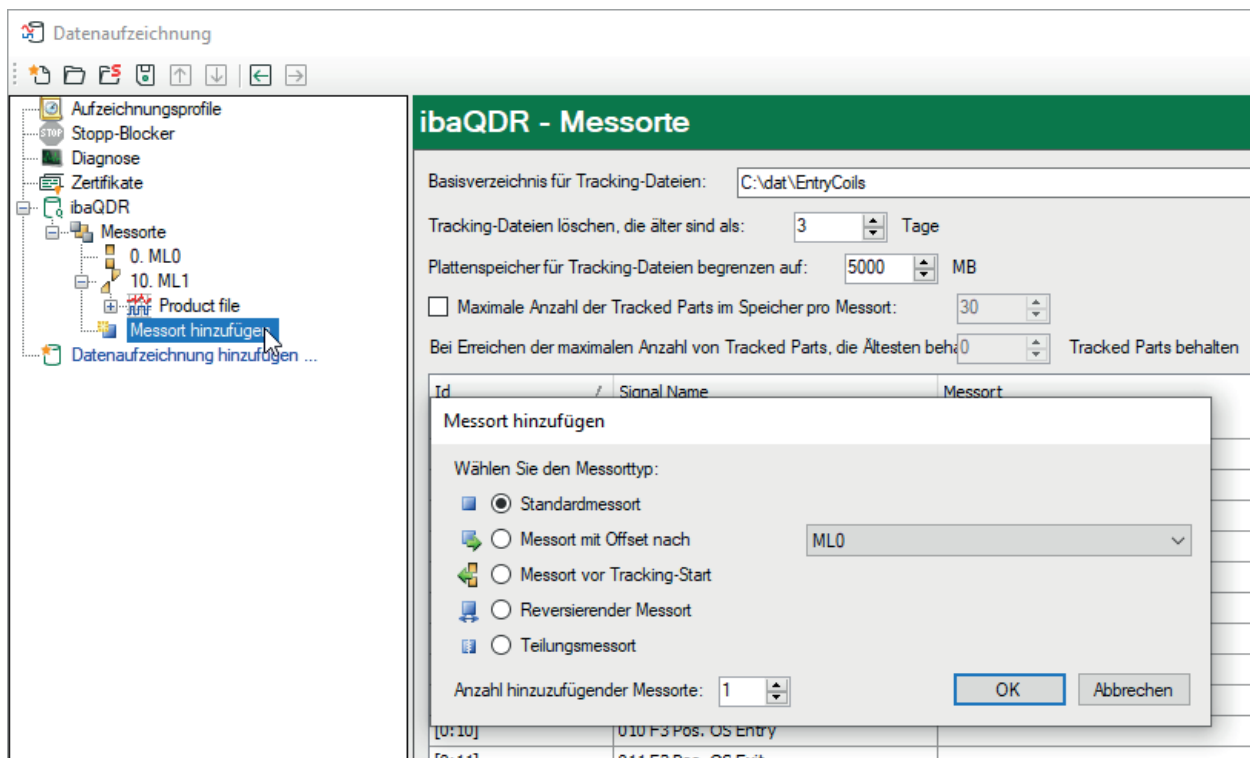 Datenaufzeichnung
Aufzeichnungsprofile
STOP Stopp-Blocker
Diagnose
Zertifikate
ibaQDR
Messorte
0. ML0
10. ML1
Product file
Messort hinzufügen
Datenaufzeichnung hinzufügen ...
ibaQDR - Messorte
Basisverzeichnis für Tracking-Dateien: C:\dat\EntryCoils
Tracking-Dateien löschen, die älter sind als: 3 Tage
Plattenspeicher für Tracking-Dateien begrenzen auf: 5000 MB
Maximale Anzahl der Tracked Parts im Speicher pro Messort: 30
Bei Erreichen der maximalen Anzahl von Tracked Parts, die Ältesten beha 0 Tracked Parts behalten
Id / Signal Name Messort
Messort hinzufügen
Wählen Sie den Messorttyp:
Standardmessort
Messort mit Offset nach ML0
Messort vor Tracking-Start
Reversierender Messort
Teilungsmessort
Anzahl hinzuzufügender Messorte: 1 OK Abbrechen
[0:10] 010 F3 Pos. OS Entry